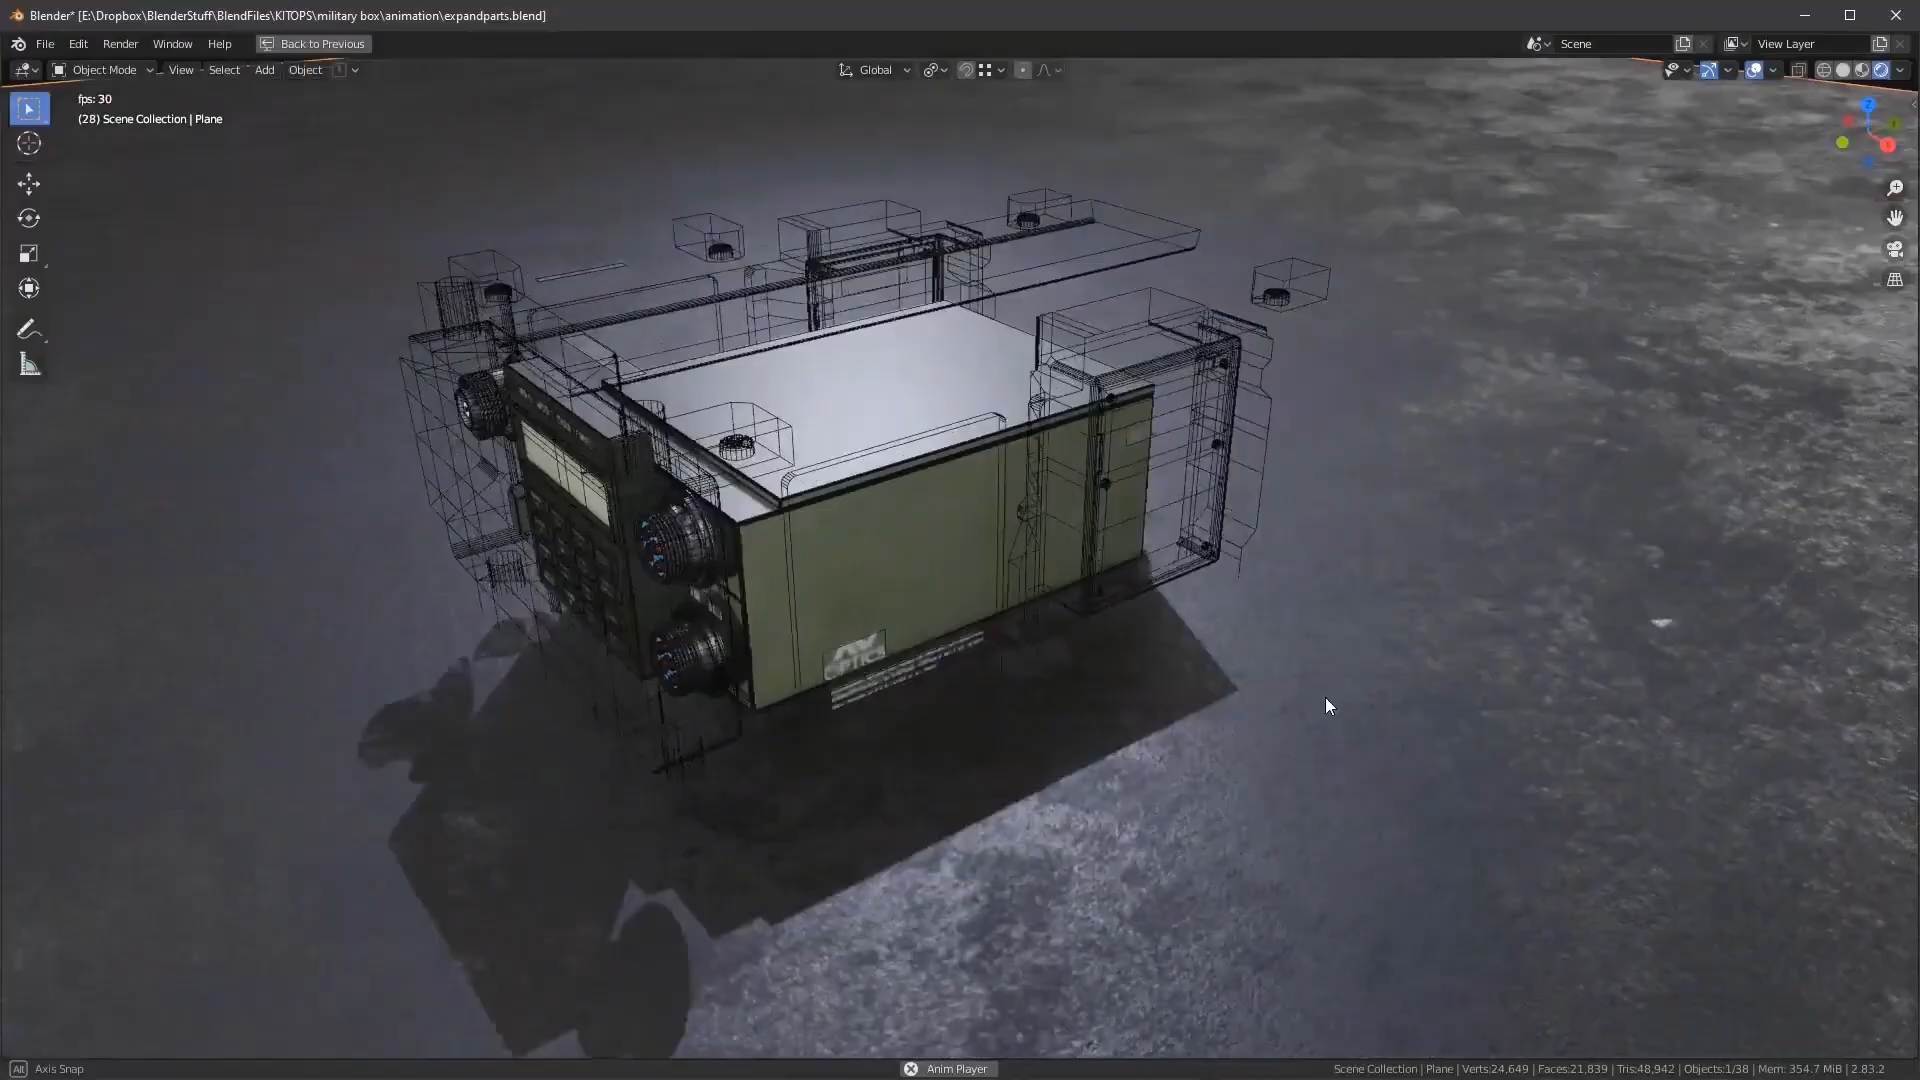 Blender* [E:\Dropbox\BlenderStuff\BlendFiles\KITOPS\military box\animation\expandparts.blend]
File Edit Render Window Help Back to Previous Scene View Layer
Object Mode View Select Add Object Global
fps: 30
(28) Scene Collection | Plane
Z
Axis Snap Anim Player Scene Collection | Plane | Verts:24,649 | Faces:21,839 | Tris:48,942 | Objects:1/38 | Mem: 354.7 MiB | 2.83.2
Alt